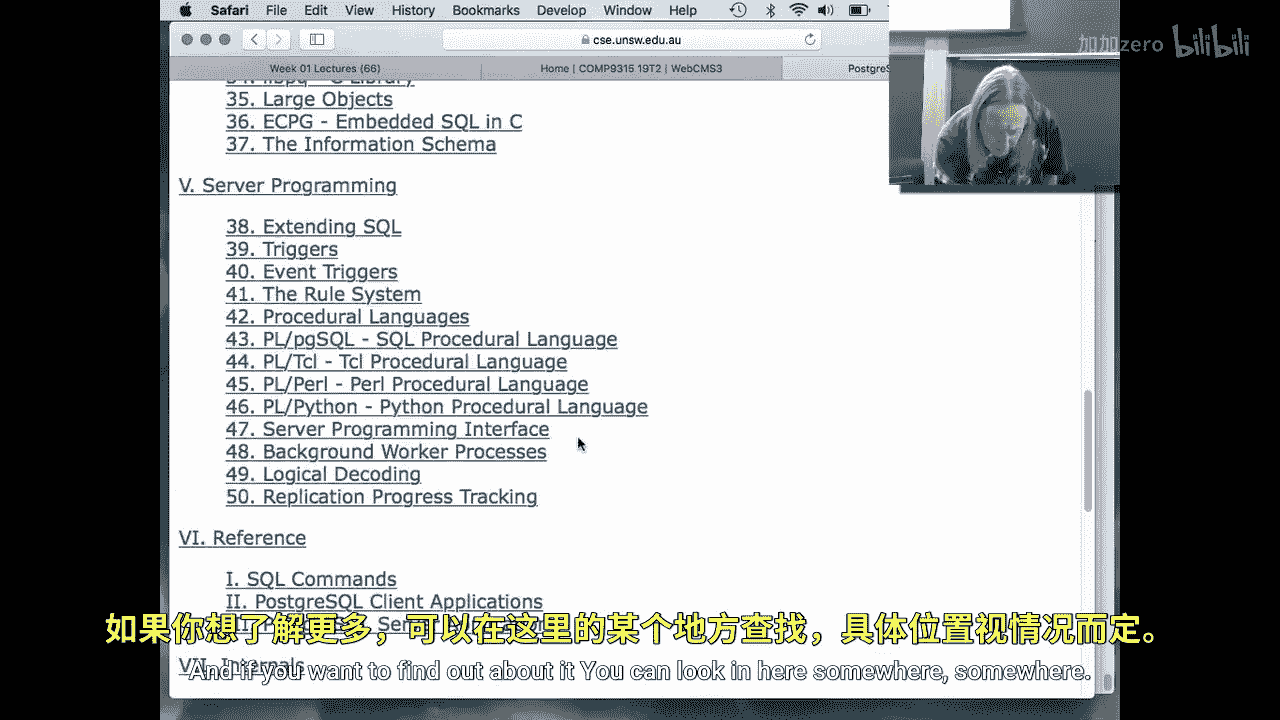 Safari File Edit View History Bookmarks Develop Window Help
cse.unsw.edu.au
Week 01 Lectures (66)
Home | COMP9315 19T2 | WebCMS3
加加zero bilibili
35. Large Objects
36. ECPG - Embedded SQL in C
37. The Information Schema
V. Server Programming
38. Extending SQL
39. Triggers
40. Event Triggers
41. The Rule System
42. Procedural Languages
43. PL/pgSQL - SQL Procedural Language
44. PL/Tcl - Tcl Procedural Language
45. PL/Perl - Perl Procedural Language
46. PL/Python - Python Procedural Language
47. Server Programming Interface
48. Background Worker Processes
49. Logical Decoding
50. Replication Progress Tracking
VI. Reference
I. SQL Commands
II. PostgreSQL Client Applications
如果你想了解更多，可以在这里的某个地方查找，具体位置视情况而定。
And if you want to find out about it You can look in here somewhere, somewhere.